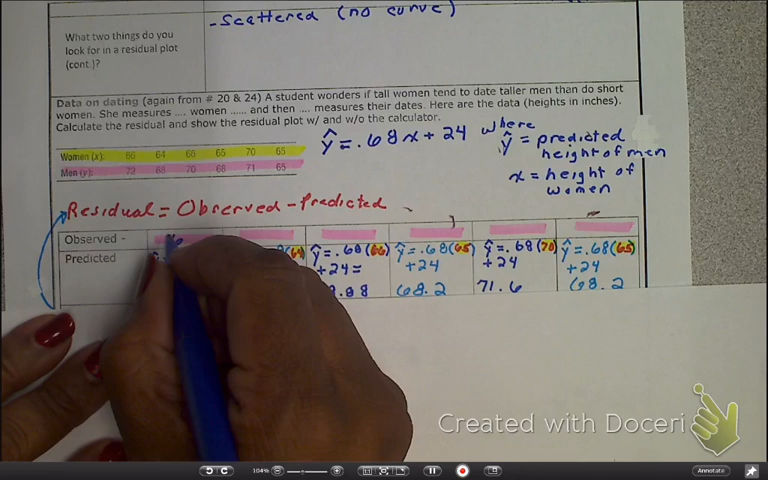 -Scattered (no curve)
What two things do you
look for in a residual plot
(cont.)?
Data on dating (again from # 20 & 24) A student wonders if tall women tend to date taller men than do short
women. She measures .... women ...... and then .... measures their dates. Here are the data (heights in inches).
Calculate the residual and show the residual plot w/ and w/o the calculator.
ŷ = .68x + 24 where
ŷ = predicted
height of men
x = height of
women
Women (x): 66 64 66 65 70 65
Men (y): 72 68 70 68 71 65
Residual = Observed - Predicted
Observed -
Predicted
ŷ = .68(66) ŷ = .68(65) ŷ = .68(70) ŷ = .68(65)
+24 = +24 +24 +24
.88 68.2 71.6 68.2
Created with Doceri
104%
Annotate